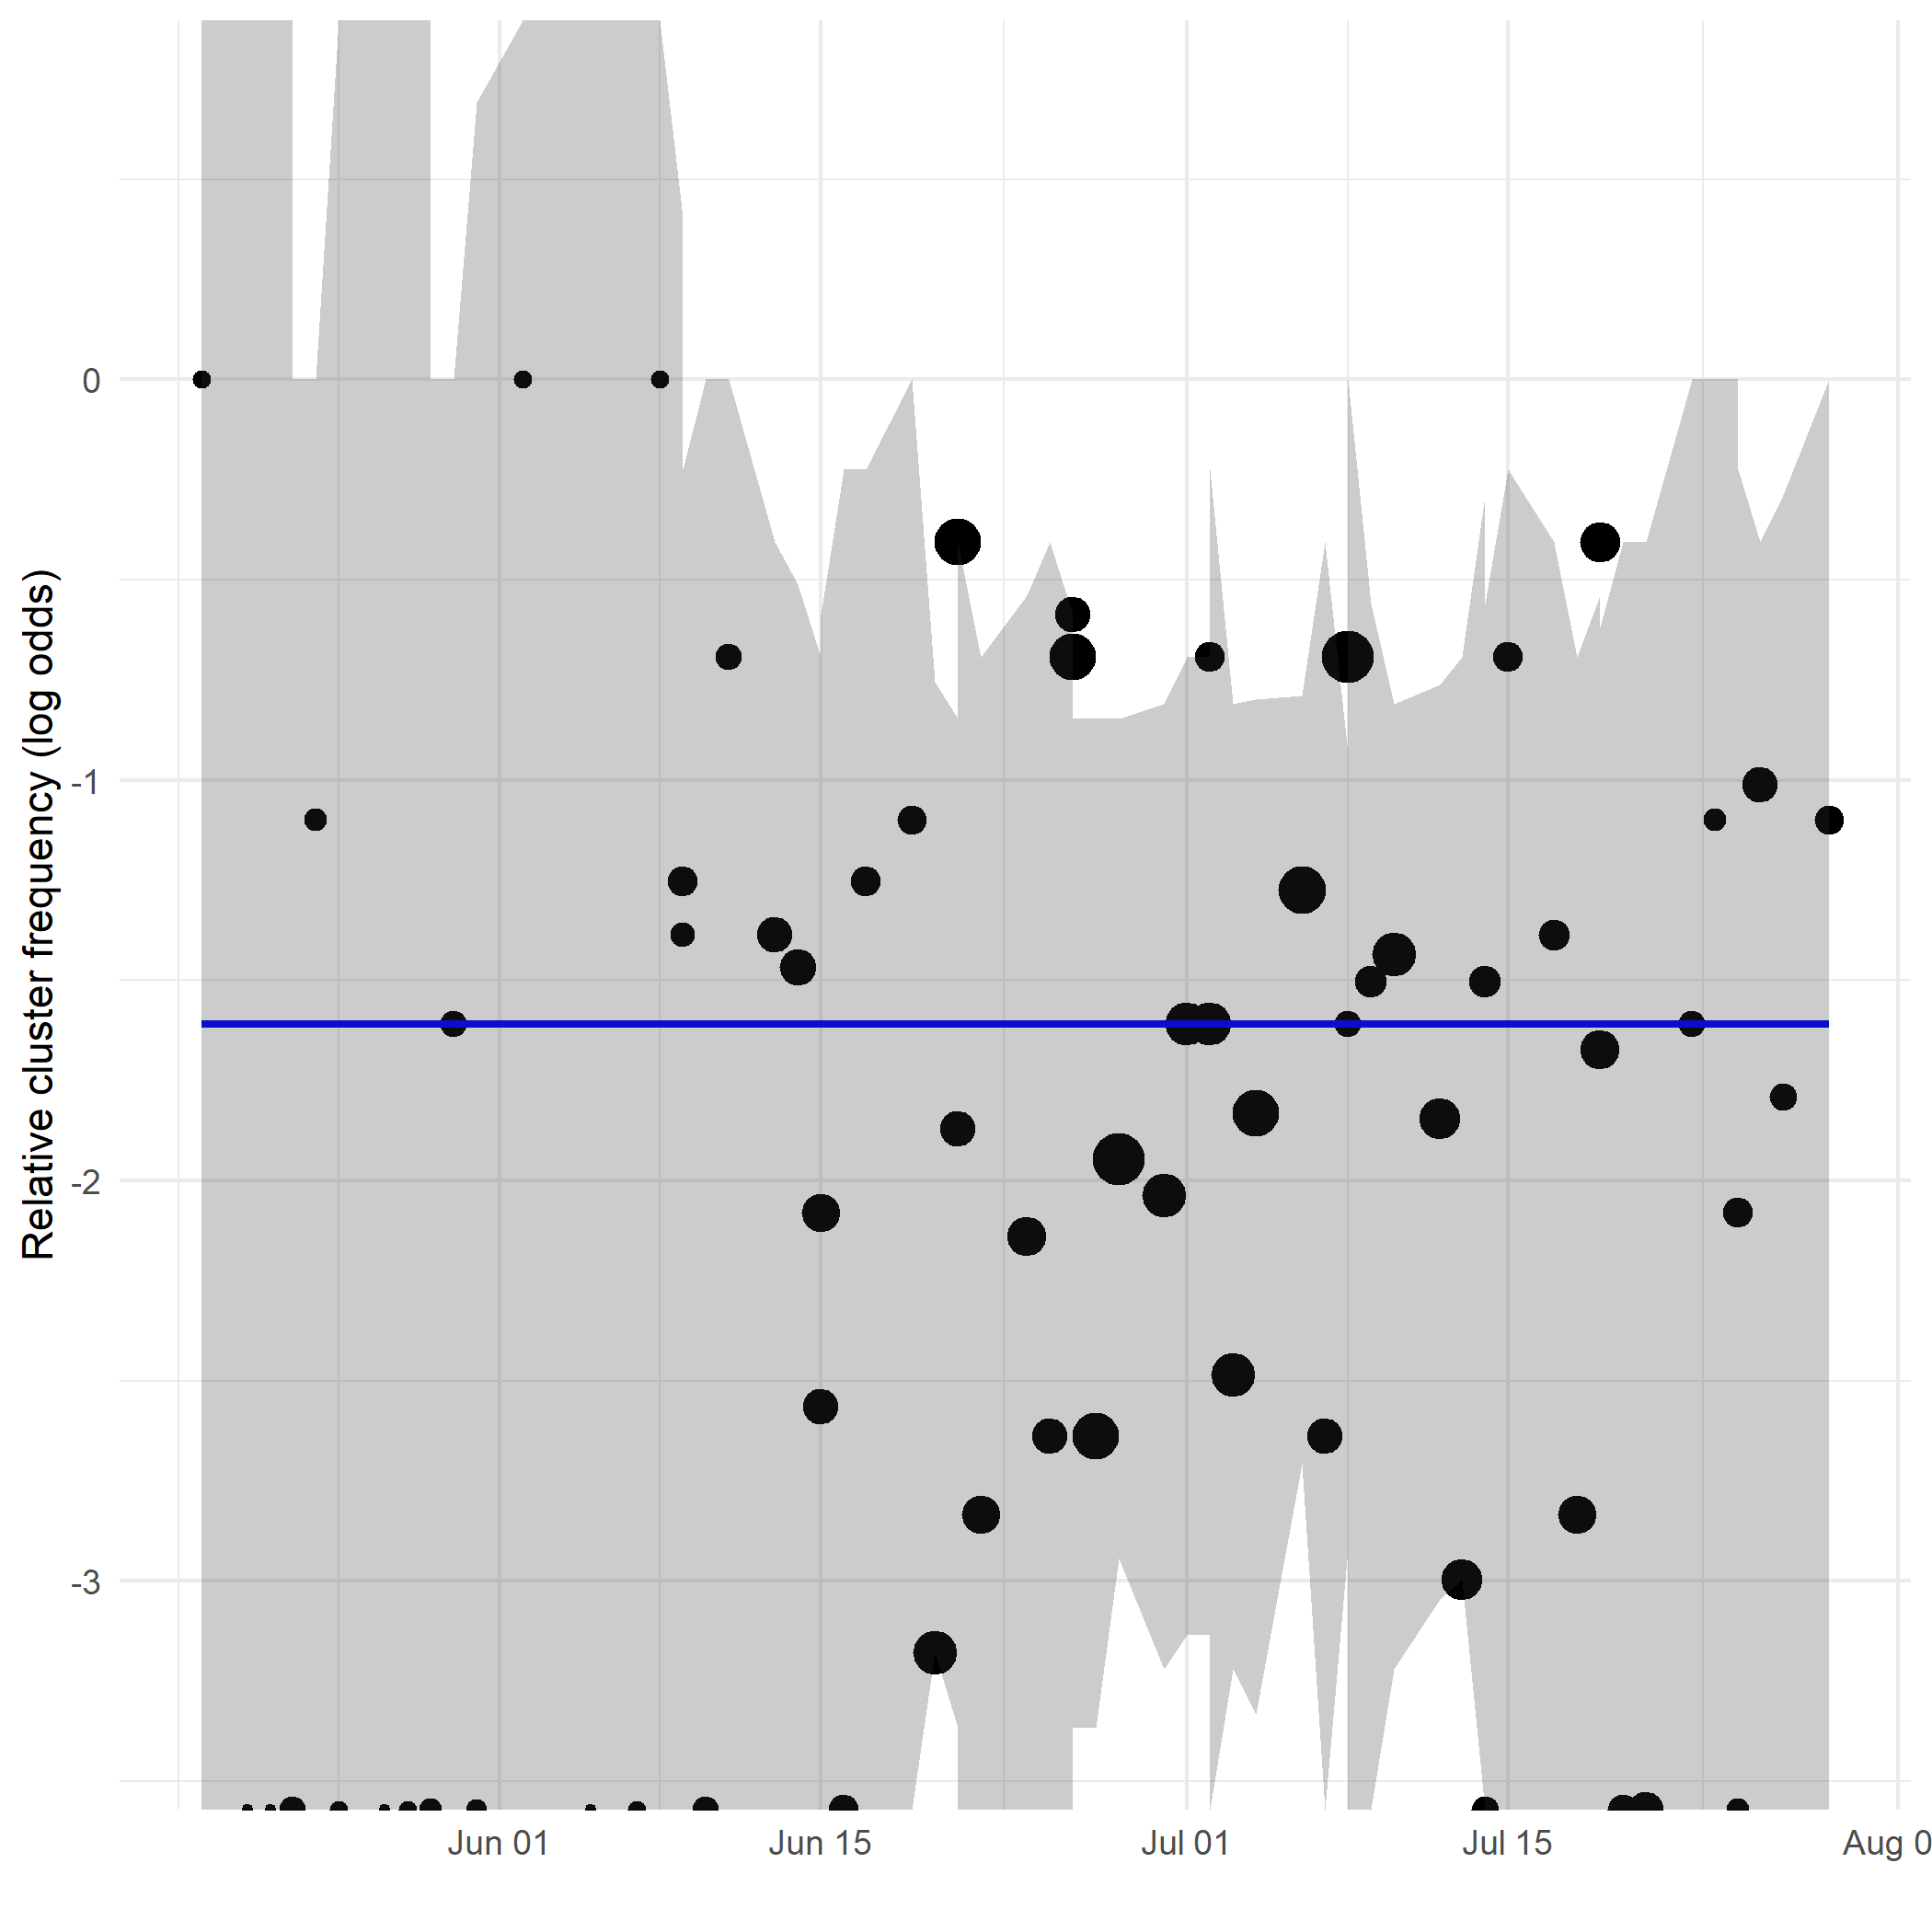 Relative cluster frequency (log odds)
0
-1
-2
-3
Jun 01
Jun 15
Jul 01
Jul 15
Aug 0